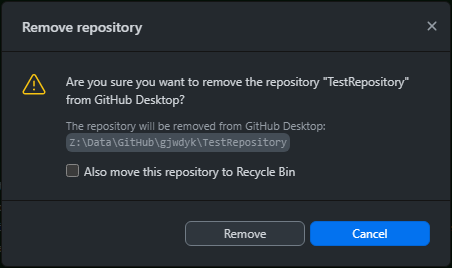 Remove repository
Are you sure you want to remove the repository "TestRepository"
from GitHub Desktop?
The repository will be removed from GitHub Desktop:
Z:\Data\GitHub\gjwdyk\TestRepository
Also move this repository to Recycle Bin
Remove
Cancel